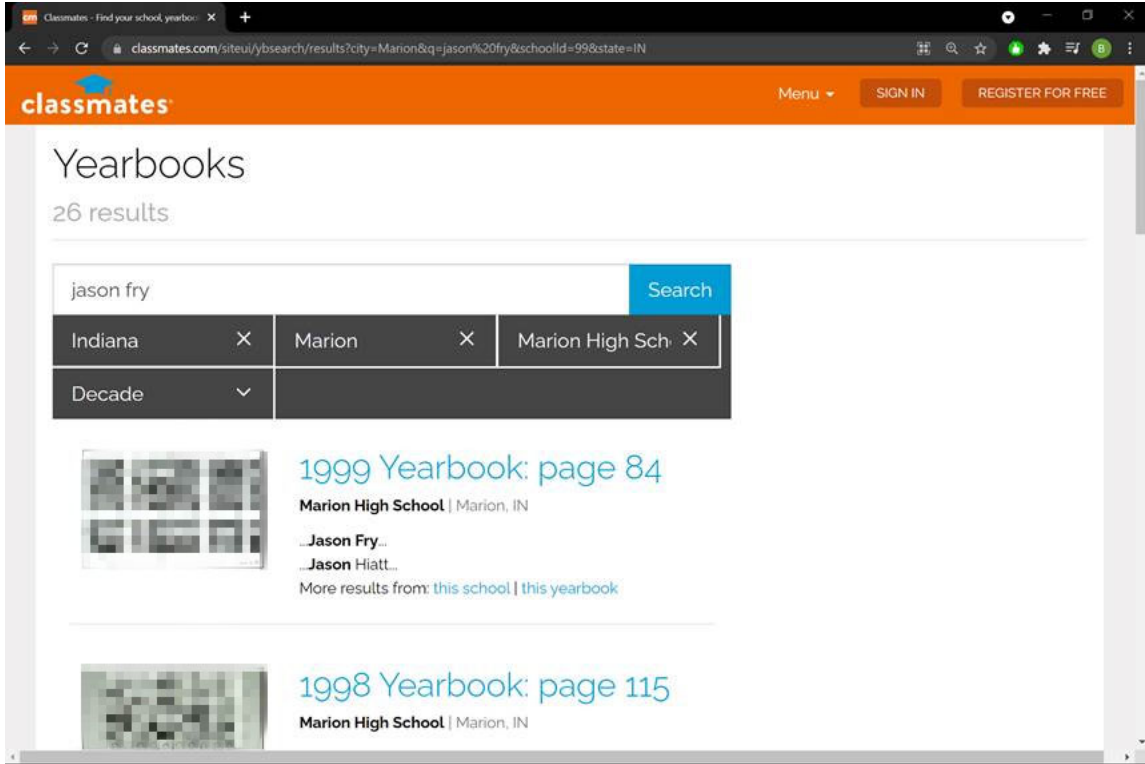 cm Classmates - Find your school, yearboo
classmates.com/siteui/ybsearch/results?city=Marion&q=jason%20fry&schoolId=99&state=IN
B
classmates
Menu
SIGN IN
REGISTER FOR FREE
Yearbooks
26 results
jason fry
Search
Indiana
Marion
Marion High Sch
Decade
1999 Yearbook: page 84
Marion High School | Marion, IN
...Jason Fry...
...Jason Hiatt...
More results from: this school | this yearbook
1998 Yearbook: page 115
Marion High School | Marion, IN